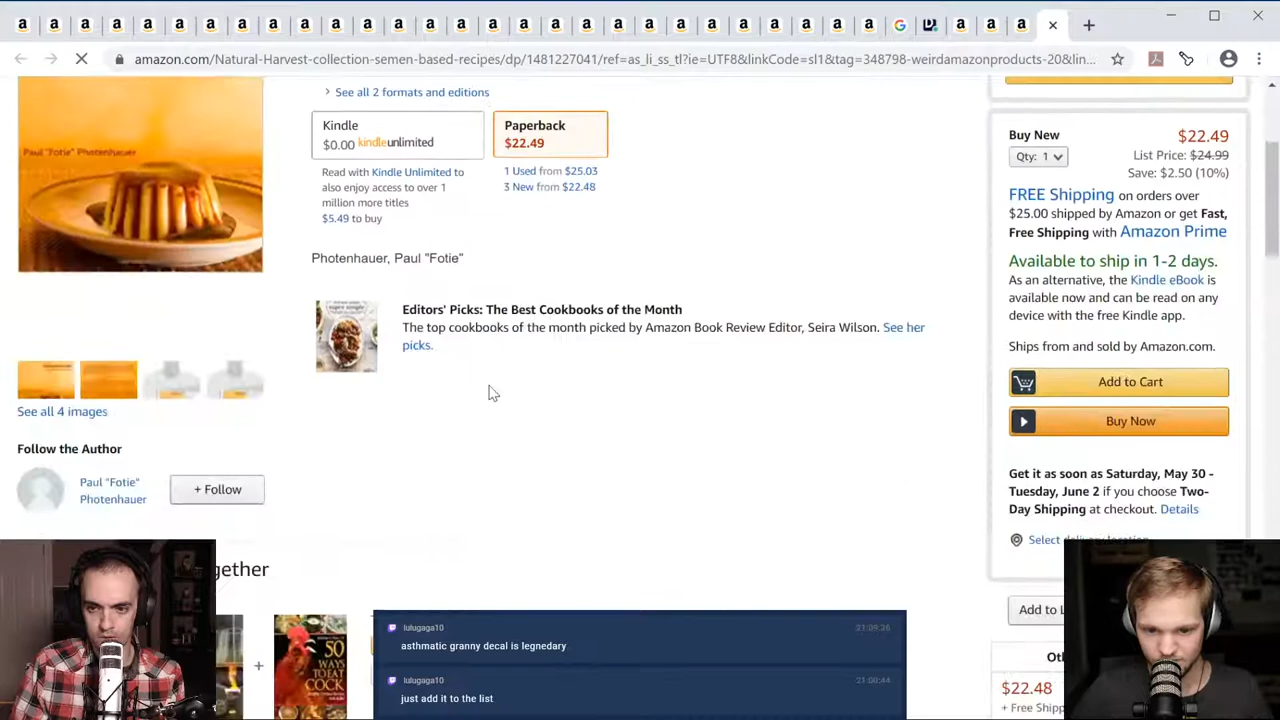 amazon.com/Natural-Harvest-collection-semen-based-recipes/dp/1481227041/ref=as_li_ss_tl?ie=UTF8&linkCode=sl1&tag=348798-weirdamazonproducts-20&lin...
See all 2 formats and editions
Kindle
$0.00 kindleunlimited
Paperback
$22.49
Read with Kindle Unlimited to
also enjoy access to over 1
million more titles
$5.49 to buy
1 Used from $25.03
3 New from $22.48
Paul "Fotie" Photenhauer
Photenhauer, Paul "Fotie"
Editors' Picks: The Best Cookbooks of the Month
The top cookbooks of the month picked by Amazon Book Review Editor, Seira Wilson. See her
picks.
See all 4 images
Follow the Author
Paul "Fotie"
Photenhauer
+ Follow
gether
+
50
WAYS
TO EAT
COCK
Buy New
$22.49
Qty: 1
List Price: $24.99
Save: $2.50 (10%)
FREE Shipping on orders over
$25.00 shipped by Amazon or get Fast,
Free Shipping with Amazon Prime
Available to ship in 1-2 days.
As an alternative, the Kindle eBook is
available now and can be read on any
device with the free Kindle app.
Ships from and sold by Amazon.com.
Add to Cart
Buy Now
Get it as soon as Saturday, May 30 -
Tuesday, June 2 if you choose Two-
Day Shipping at checkout. Details
Select delivery location
Add to L
Ot
$22.48
+ Free Shipp
lulugaga10
asthmatic granny decal is legnedary
lulugaga10
just add it to the list